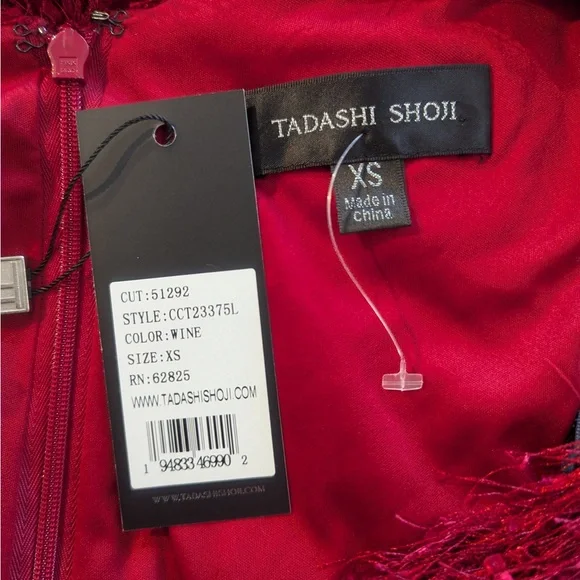 TADASHI SHOJI
XS
Made in
China
CUT:51292
STYLE:CCT23375L
COLOR:WINE
SIZE:XS
RN:62825
WWW.TADASHISHOJI.COM
1 94833 46990 2
WWW.TADASHISHOJI.COM